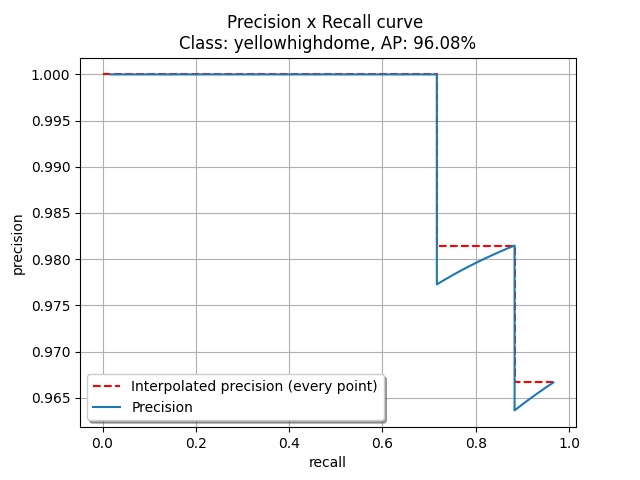 Precision x Recall curve
Class: yellowhighdome, AP: 96.08%
1.000
0.995
0.990
0.985
0.980
0.975
0.970
0.965
precision
Interpolated precision (every point)
Precision
0.0 0.2 0.4 0.6 0.8 1.0
recall